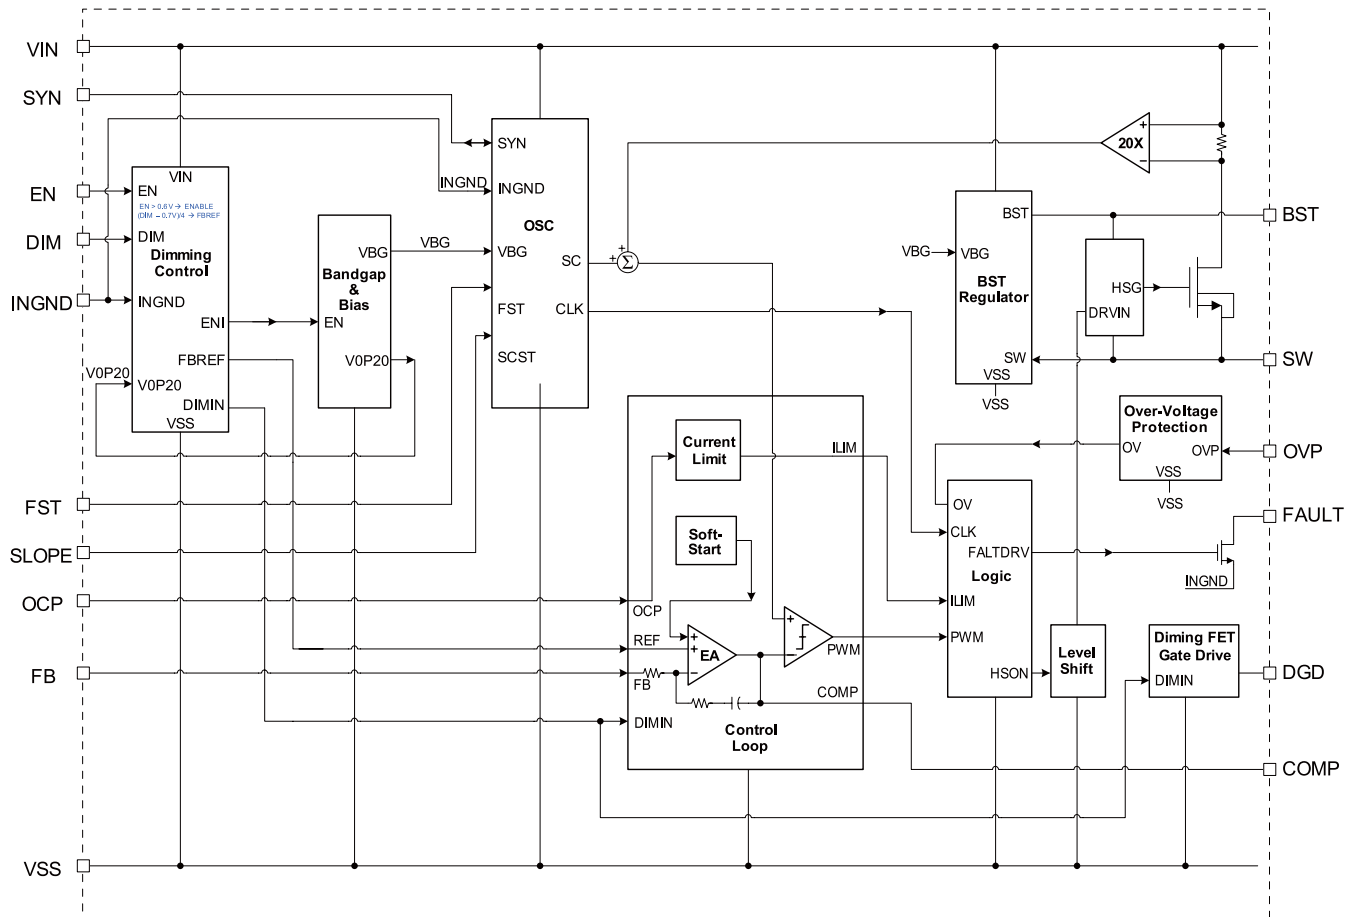 VIN
SYN
EN
DIM
INGND
FST
SLOPE
OCP
FB
VSS
VIN
EN
EN > 0.6V → ENABLE
(DIM – 0.7V)/4 → FBREF
DIM
Dimming
Control
INGND
ENI
FBREF
V0P20
V0P20
DIMIN
VSS
VBG
Bandgap
&
Bias
EN
V0P20
VBG
INGND
SYN
INGND
OSC
VBG
SC
FST
CLK
SCST
+
+
Σ
20X
+
–
BST
VBG
VBG
BST
Regulator
SW
VSS
VSS
HSG
DRVIN
Over-Voltage
Protection
OV
OVP
VSS
VSS
Current
Limit
ILIM
Soft-
Start
OCP
REF
FB
DIMIN
+
+
–
EA
+
–
PWM
COMP
Control
Loop
OV
CLK
FALTDRV
Logic
ILIM
PWM
HSON
INGND
Level
Shift
Diming FET
Gate Drive
DIMIN
BST
SW
OVP
FAULT
DGD
COMP